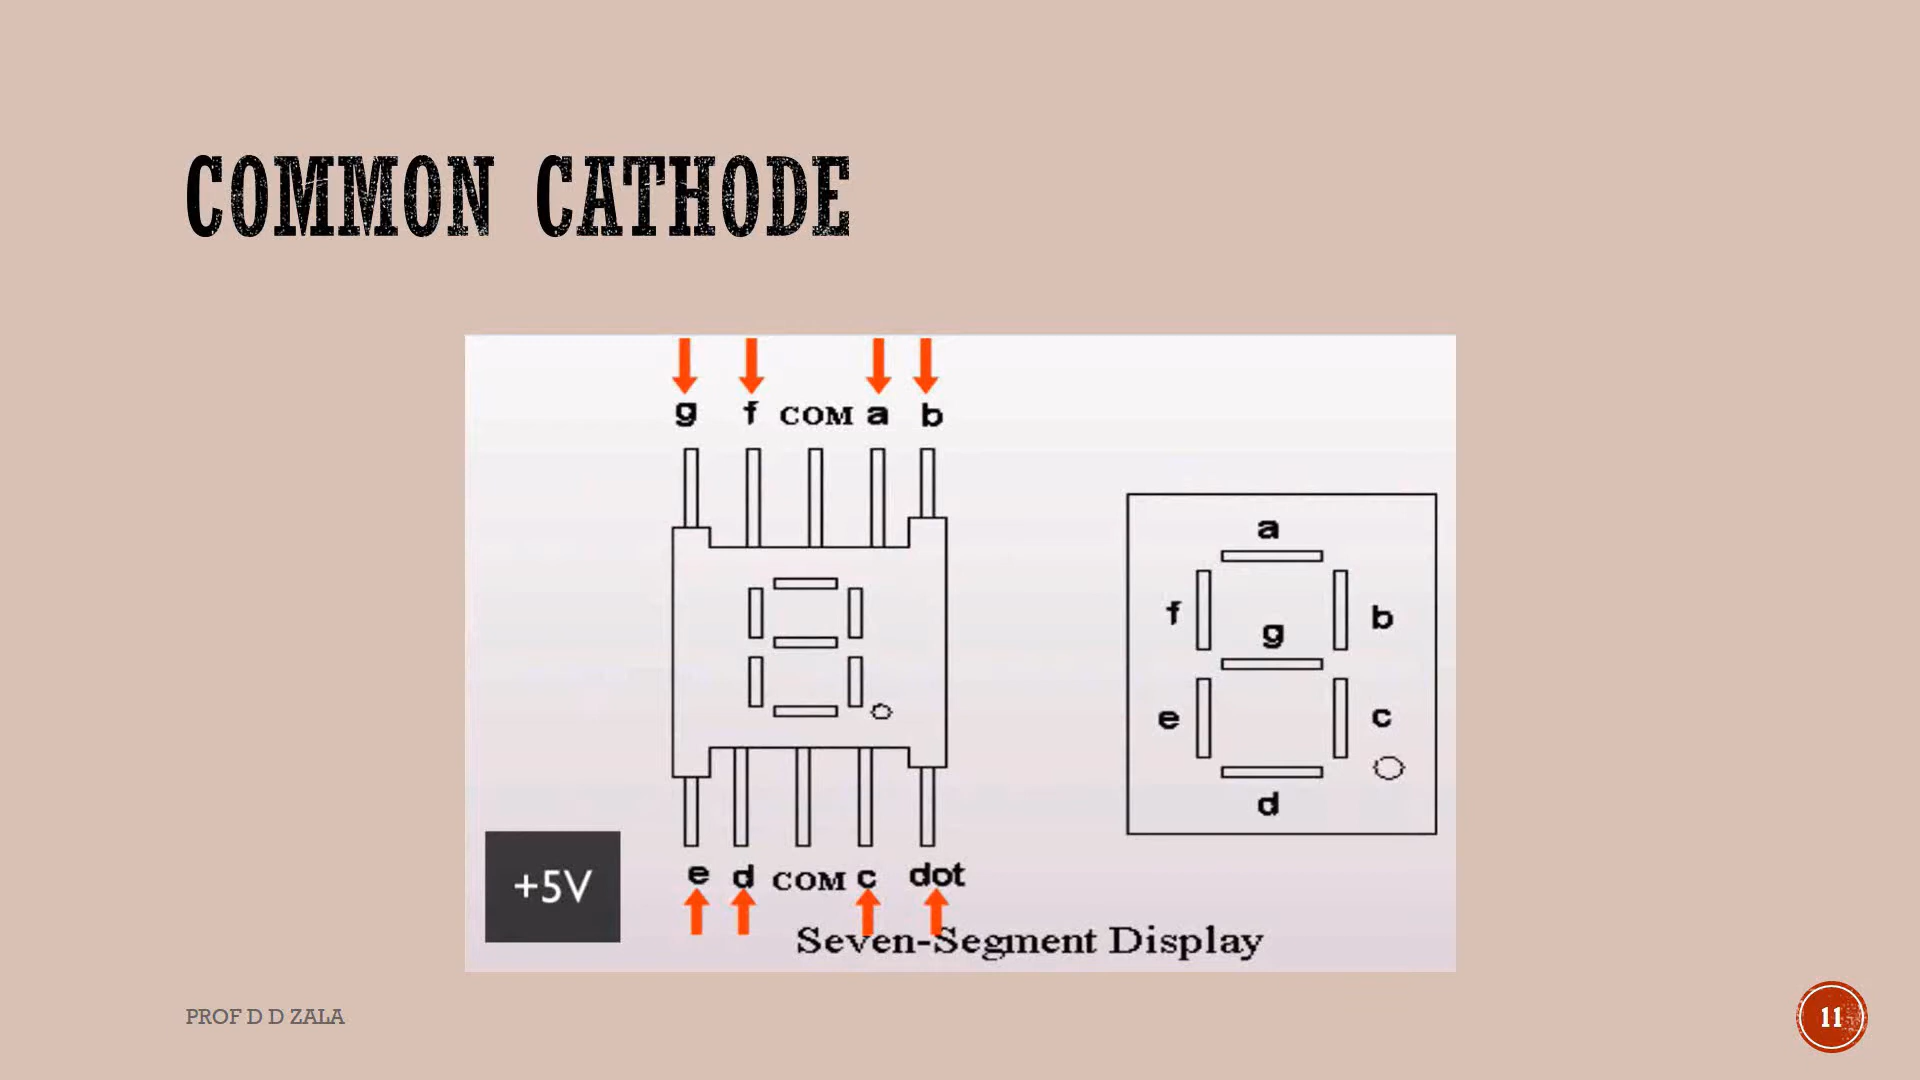 COMMON CATHODE
g f COM a b
a
f b
g
e c
d
+5V
e d COM c dot
Seven-Segment Display
PROF D D ZALA
11